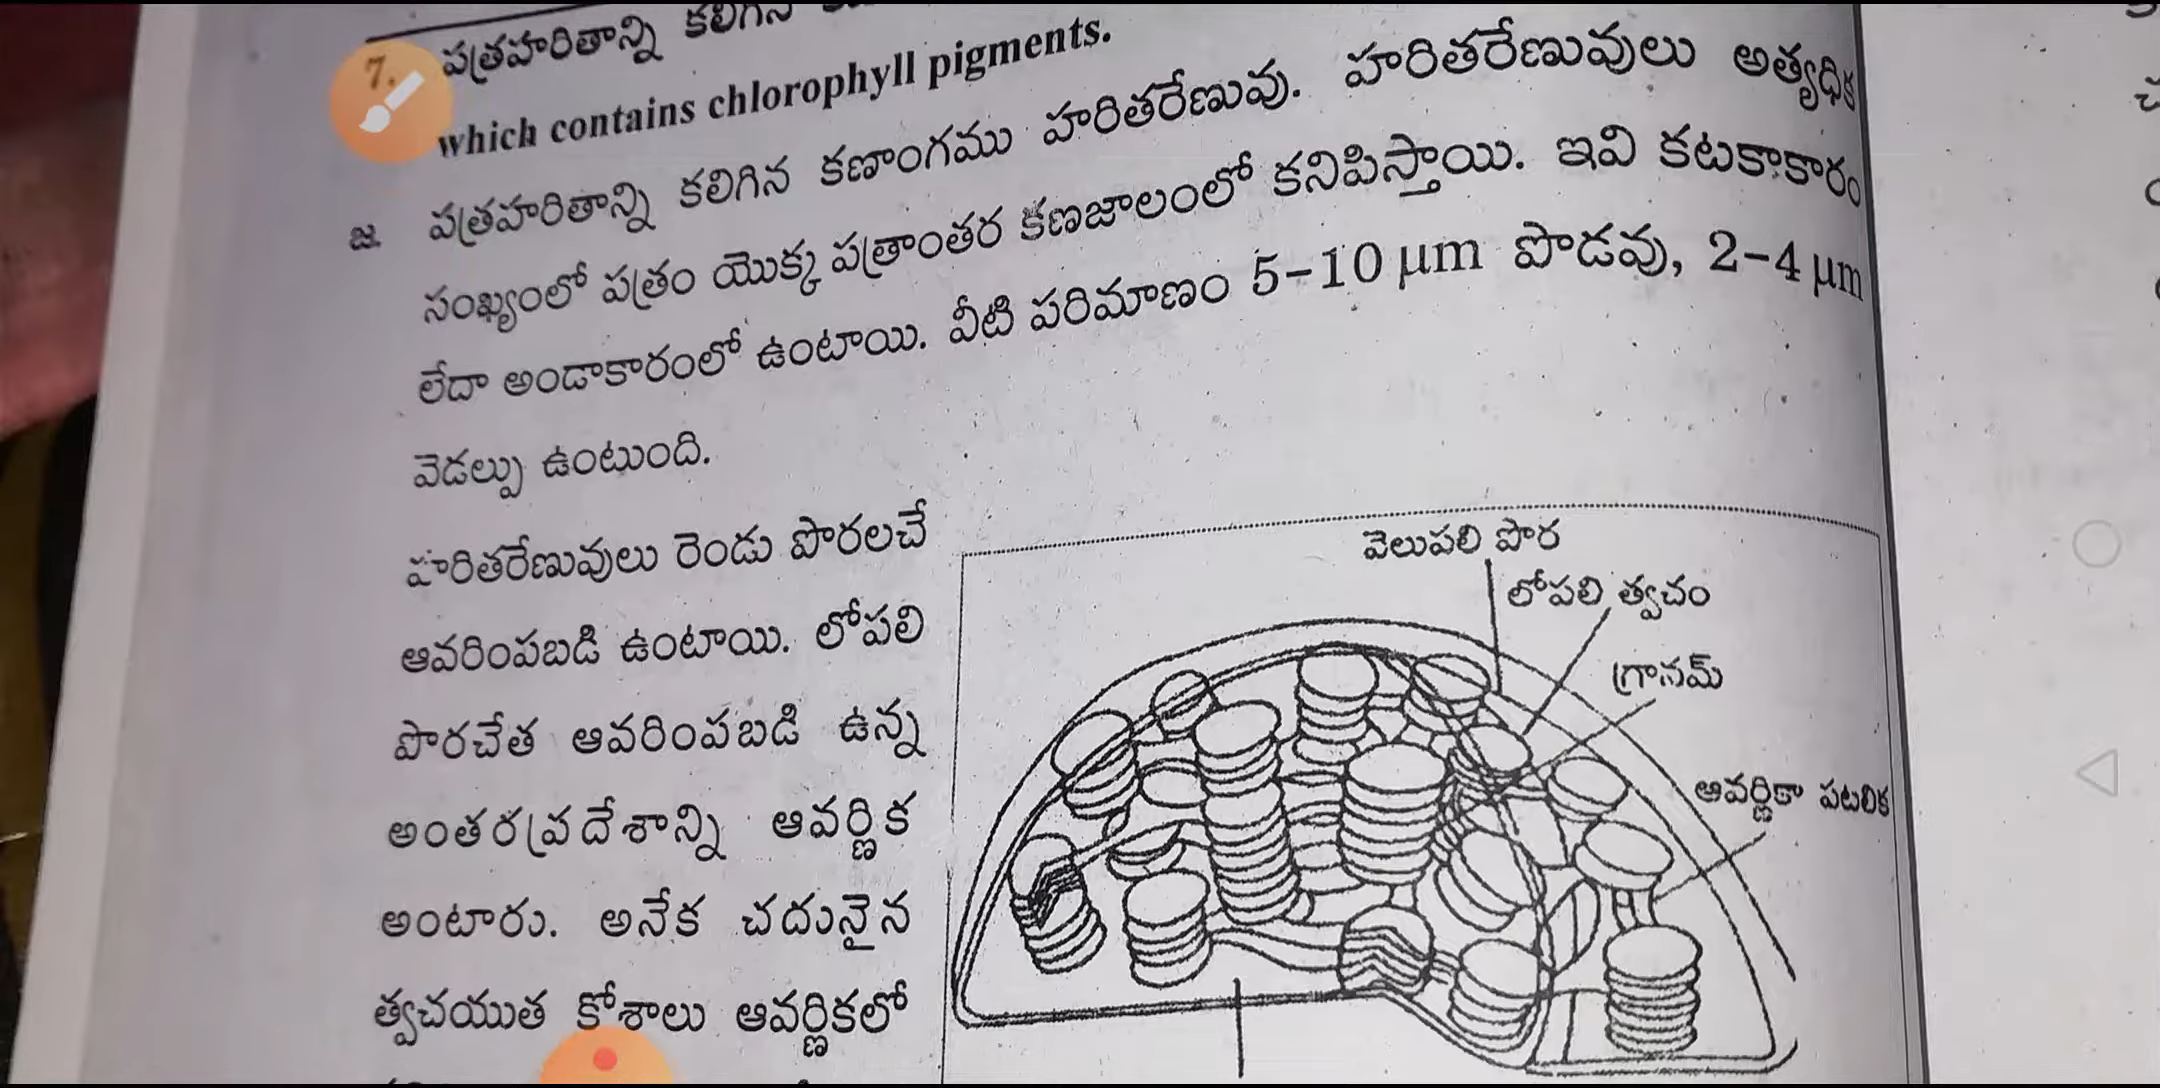 7. పత్రహరితాన్ని కలిగిన
which contains chlorophyll pigments.
జ. పత్రహరితాన్ని కలిగిన కణాంగము హరితరేణువు. హరితరేణువులు అత్యధిక
సంఖ్యంలో పత్రం యొక్క పత్రాంతర కణజాలంలో కనిపిస్తాయి. ఇవి కటకాకారం
లేదా అండాకారంలో ఉంటాయి. వీటి పరిమాణం 5-10 μm పొడవు, 2-4 μm
వెడల్పు ఉంటుంది.
హరితరేణువులు రెండు పొరలచే
ఆవరింపబడి ఉంటాయి. లోపలి
పొరచేత ఆవరింపబడి ఉన్న
అంతరప్రదేశాన్ని ఆవర్ణిక
అంటారు. అనేక చదునైన
త్వచయుత కోశాలు ఆవర్ణికలో
వెలుపలి పొర
లోపలి త్వచం
గ్రానమ్
ఆవర్ణికా పటలిక